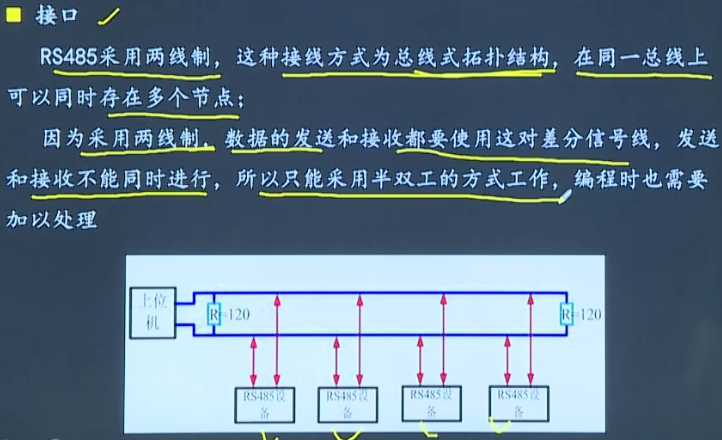 接口
RS485采用两线制，这种接线方式为总线式拓扑结构，在同一总线上
可以同时存在多个节点；
因为采用两线制，数据的发送和接收都要使用这对差分信号线，发送
和接收不能同时进行，所以只能采用半双工的方式工作，编程时也需要
加以处理
上位
机
R=120
R=120
RS485设
备
RS485设
备
RS485设
备
RS485设
备